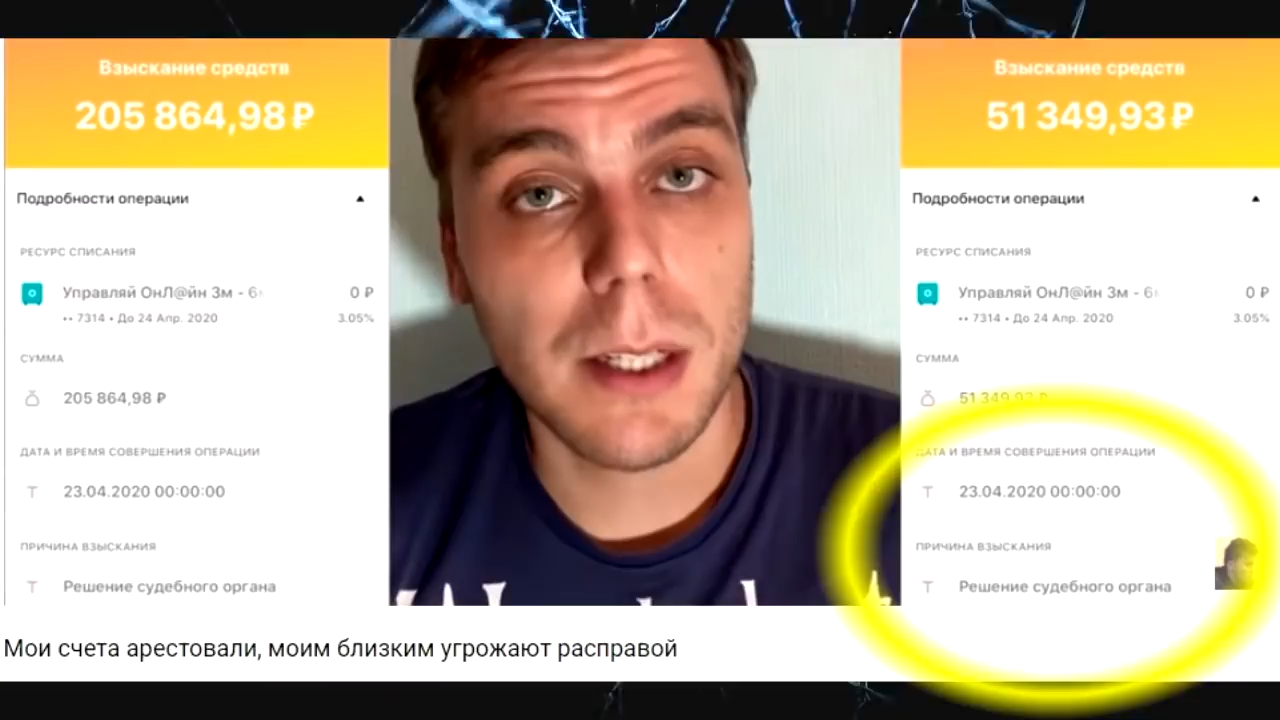 Взыскание средств
205 864,98 ₽
Подробности операции
РЕСУРС СПИСАНИЯ
Управляй ОнЛ@йн 3м - 6
0 ₽
•• 7314 • До 24 Апр. 2020
3.05%
СУММА
205 864,98 ₽
ДАТА И ВРЕМЯ СОВЕРШЕНИЯ ОПЕРАЦИИ
23.04.2020 00:00:00
ПРИЧИНА ВЗЫСКАНИЯ
Решение судебного органа
Взыскание средств
51 349,93 ₽
Подробности операции
РЕСУРС СПИСАНИЯ
Управляй ОнЛ@йн 3м - 6
0 ₽
•• 7314 • До 24 Апр. 2020
3.05%
СУММА
51 349,93 ₽
ДАТА И ВРЕМЯ СОВЕРШЕНИЯ ОПЕРАЦИИ
23.04.2020 00:00:00
ПРИЧИНА ВЗЫСКАНИЯ
Решение судебного органа
Мои счета арестовали, моим близким угрожают расправой